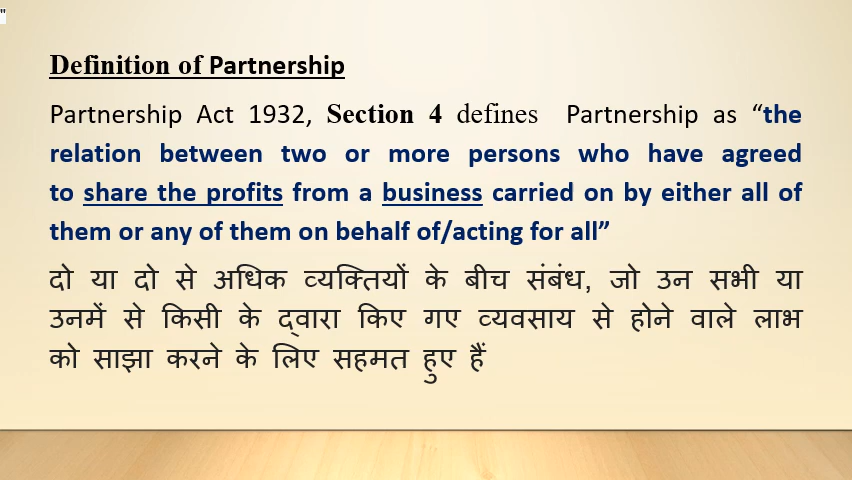 "
Definition of Partnership
Partnership Act 1932, Section 4 defines Partnership as “the
relation between two or more persons who have agreed
to share the profits from a business carried on by either all of
them or any of them on behalf of/acting for all”
दो या दो से अधिक व्यक्तियों के बीच संबंध, जो उन सभी या
उनमें से किसी के द्वारा किए गए व्यवसाय से होने वाले लाभ
को साझा करने के लिए सहमत हुए हैं